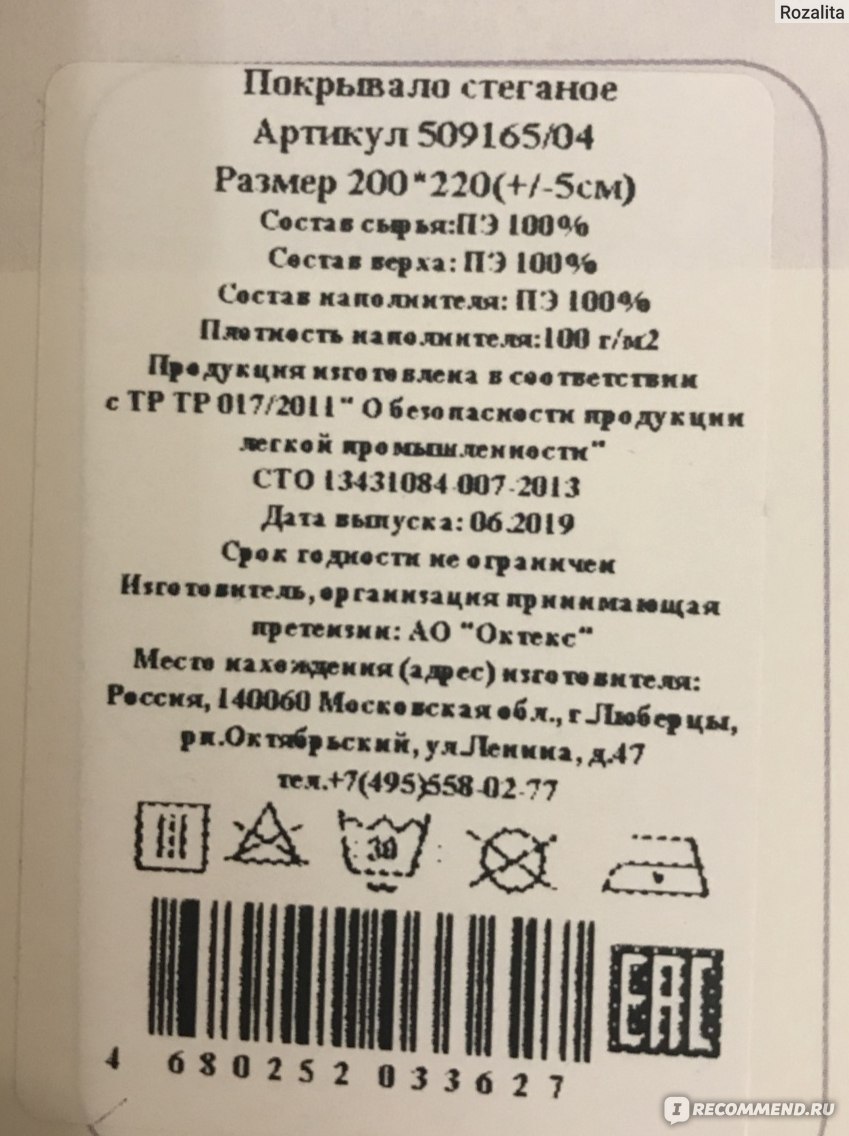 Rozalita
Покрывало стеганое
Артикул 509165/04
Размер 200*220(+/-5см)
Состав сырья:ПЭ 100%
Состав верха: ПЭ 100%
Состав наполнителя: ПЭ 100%
Плотность наполнителя:100 г/м2
Продукция изготовлена в соответствии
с ТР ТР 017/2011" О безопасности продукции
легкой промышленности"
СТО 13431084-007-2013
Дата выпуска: 06.2019
Срок годности не ограничен
Изготовитель, организация принимающая
претензии: АО "Октекс"
Место нахождения (адрес) изготовителя:
Россия, 140060 Московская обл., г.Люберцы,
рп.Октябрьский, ул.Ленина, д.47
тел.+7(495)558-02-77
30
EAC
4 680252 033627
IRECOMMEND.RU